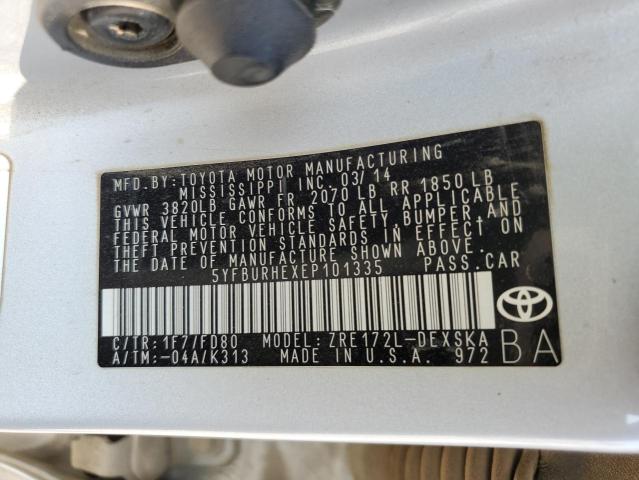 MFD.BY:TOYOTA MOTOR MANUFACTURING
MISSISSIPPI INC. 03/14
GVWR 3820LB GAWR FR 2070 LB RR 1850 LB
THIS VEHICLE CONFORMS TO ALL APPLICABLE
FEDERAL MOTOR VEHICLE SAFETY, BUMPER, AND
THEFT PREVENTION STANDARDS IN EFFECT ON
THE DATE OF MANUFACTURE SHOWN ABOVE.
5YFBURHEXEP101335 PASS.CAR
C/TR:1F7/FD80 MODEL:ZRE172L-DEXSKA
A/TM:-04A/K313 MADE IN U.S.A. 972
BA